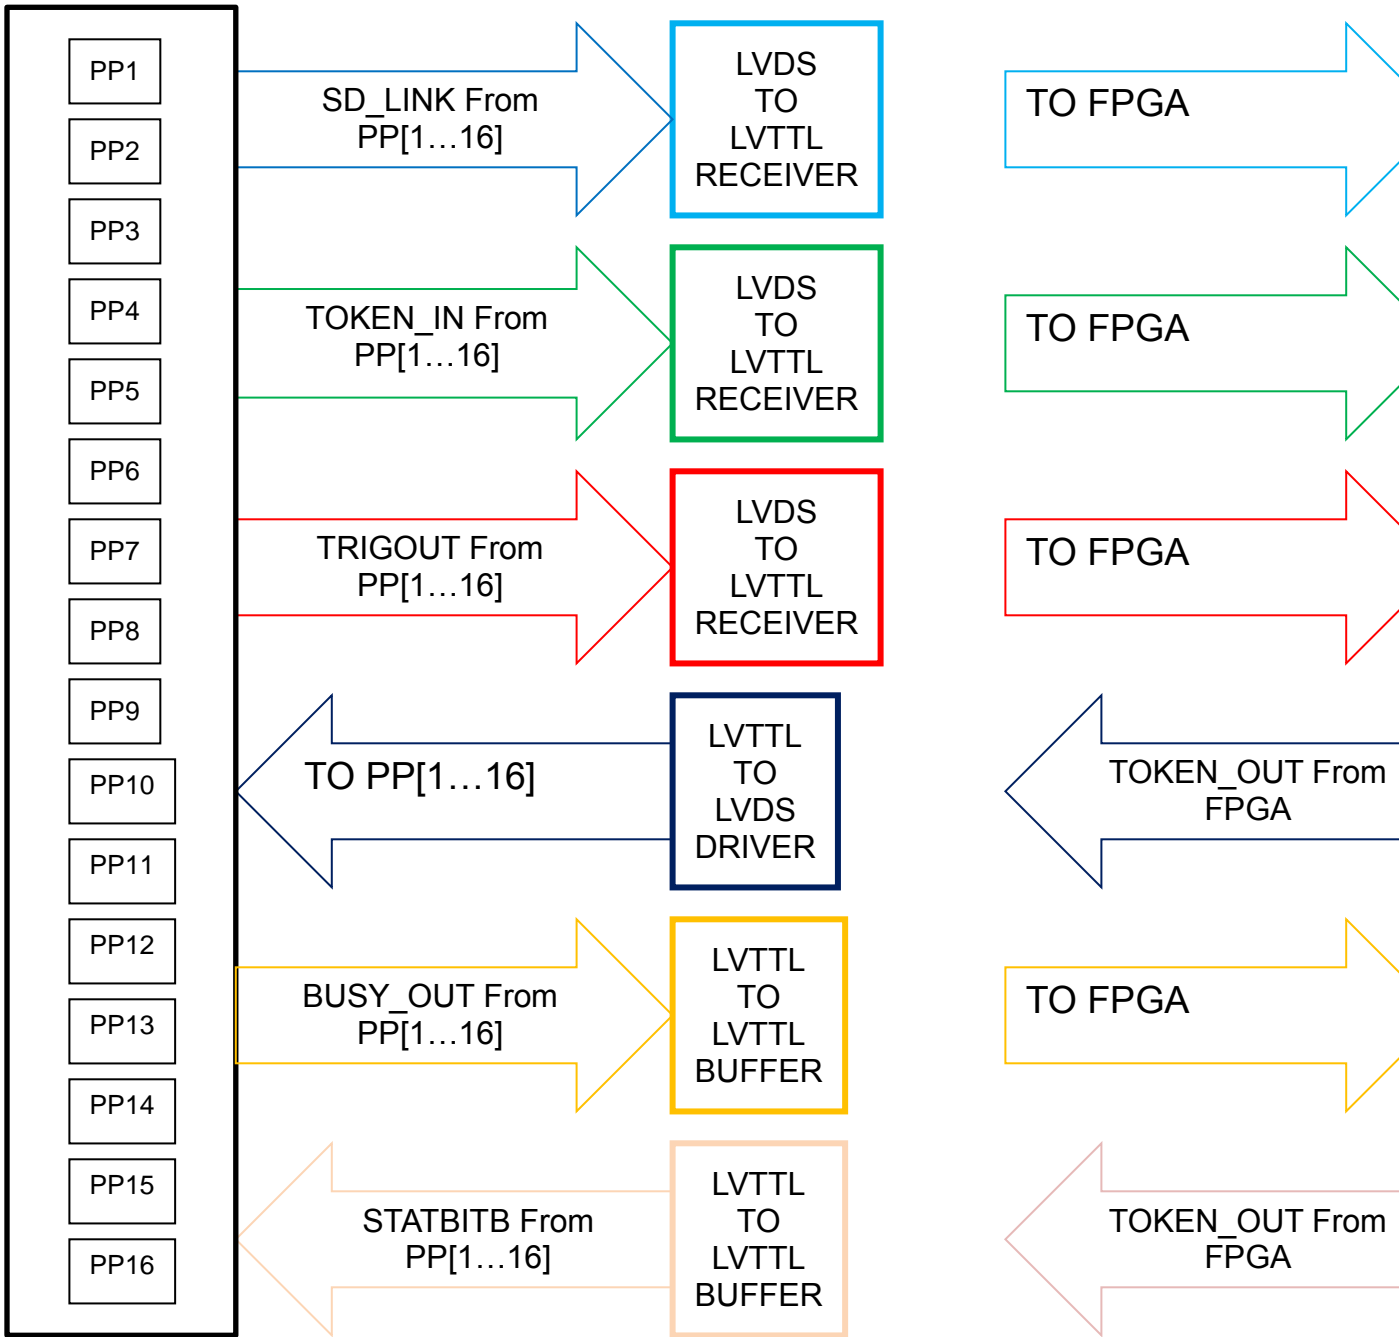 PP1
PP2
PP3
PP4
PP5
PP6
PP7
PP8
PP9
PP10
PP11
PP12
PP13
PP14
PP15
PP16
SD_LINK From
PP[1...16]
LVDS
TO
LVTTL
RECEIVER
TO FPGA
TOKEN_IN From
PP[1...16]
LVDS
TO
LVTTL
RECEIVER
TO FPGA
TRIGOUT From
PP[1...16]
LVDS
TO
LVTTL
RECEIVER
TO FPGA
TO PP[1...16]
LVTTL
TO
LVDS
DRIVER
TOKEN_OUT From
FPGA
BUSY_OUT From
PP[1...16]
LVTTL
TO
LVTTL
BUFFER
TO FPGA
STATBITB From
PP[1...16]
LVTTL
TO
LVTTL
BUFFER
TOKEN_OUT From
FPGA